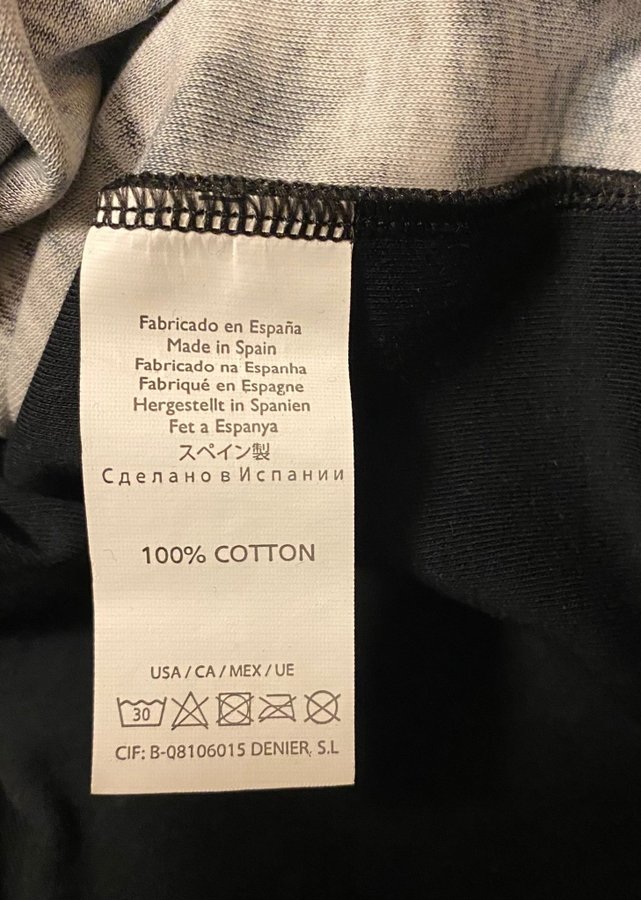 Fabricado en España
Made in Spain
Fabricado na Espanha
Fabriqué en Espagne
Hergestellt in Spanien
Fet a Espanya
スペイン製
Сделано в Испании
100% COTTON
USA / CA / MEX / UE
30
CIF: B-08106015 DENIER, S.L